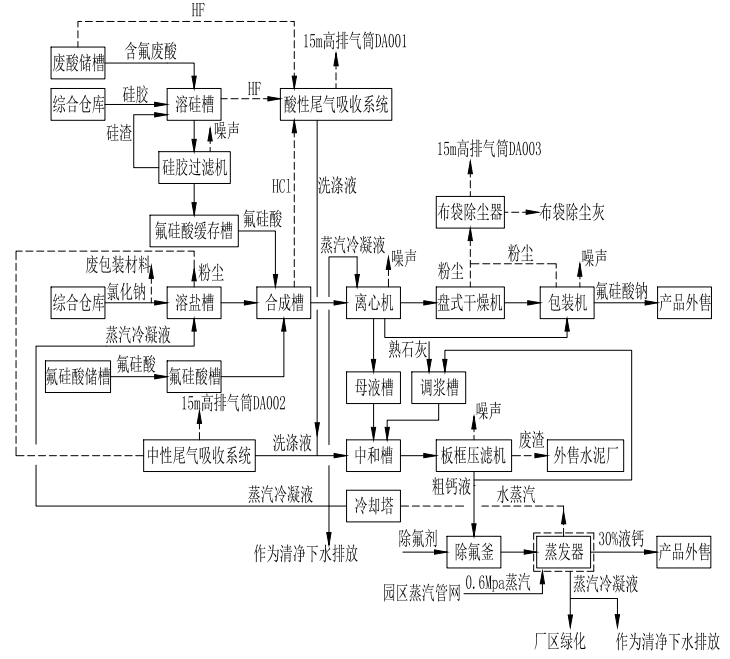 HF
15m高排气筒DA001
废酸储槽
含氟废酸
综合仓库
硅胶
溶硅槽
HF
酸性尾气吸收系统
硅渣
噪声
15m高排气筒DA003
硅胶过滤机
HCl
洗涤液
布袋除尘器
布袋除尘灰
氟硅酸缓存槽
氟硅酸
蒸汽冷凝液
噪声
粉尘
粉尘
噪声
废包装材料
粉尘
综合仓库
氯化钠
溶盐槽
合成槽
离心机
盘式干燥机
包装机
氟硅酸钠
产品外售
蒸汽冷凝液
熟石灰
氟硅酸储槽
氟硅酸
氟硅酸槽
母液槽
调浆槽
15m高排气筒DA002
噪声
中性尾气吸收系统
洗涤液
中和槽
板框压滤机
废渣
外售水泥厂
粗钙液
蒸汽冷凝液
冷却塔
水蒸汽
作为清净下水排放
除氟剂
除氟釜
蒸发器
30%液钙
产品外售
园区蒸汽管网
0.6Mpa蒸汽
蒸汽冷凝液
厂区绿化
作为清净下水排放